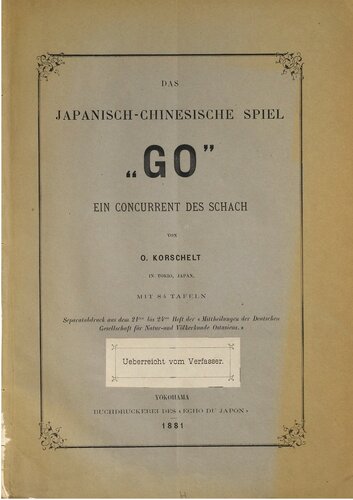 DAS
JAPANISCH-CHINESISCHE SPIEL
„GO”
EIN CONCURRENT DES SCHACH
VON
O. KORSCHELT
IN TOKIO, JAPAN.
MIT 84 TAFELN
Separatabdruck aus dem 21ten bis 24ten Heft der « Mittheilungen der Deutschen
Gesellschaft für Natur-und Völkerkunde Ostasiens. »
Ueberreicht vom Verfasser.
YOKOHAMA
BUCHDRUCKEREI DES « ECHO DU JAPON »
1881